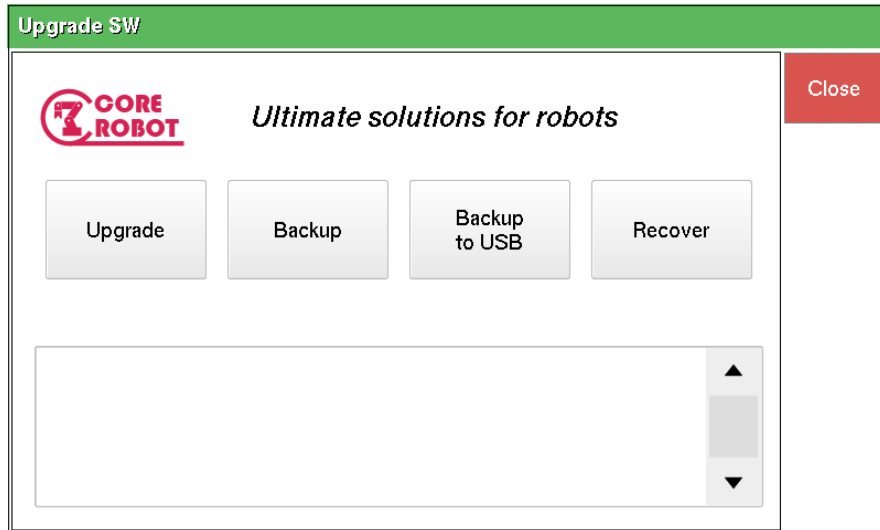 Upgrade SW
Close
CORE
ROBOT
Ultimate solutions for robots
Upgrade
Backup
Backup
to USB
Recover